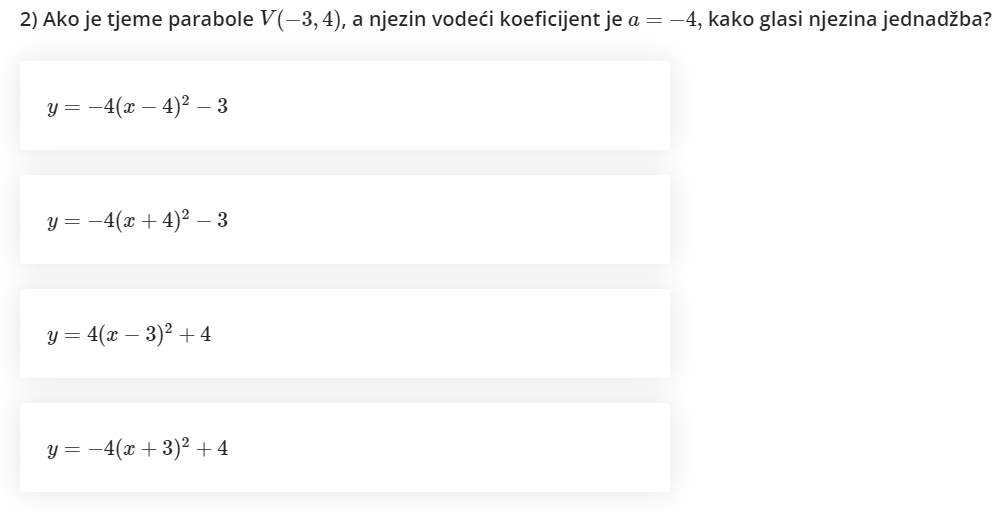 2) Ako je tjeme parabole V(−3, 4), a njezin vodeći koeficijent je a = −4, kako glasi njezina jednadžba?
y = −4(x − 4)² − 3
y = −4(x + 4)² − 3
y = 4(x − 3)² + 4
y = −4(x + 3)² + 4